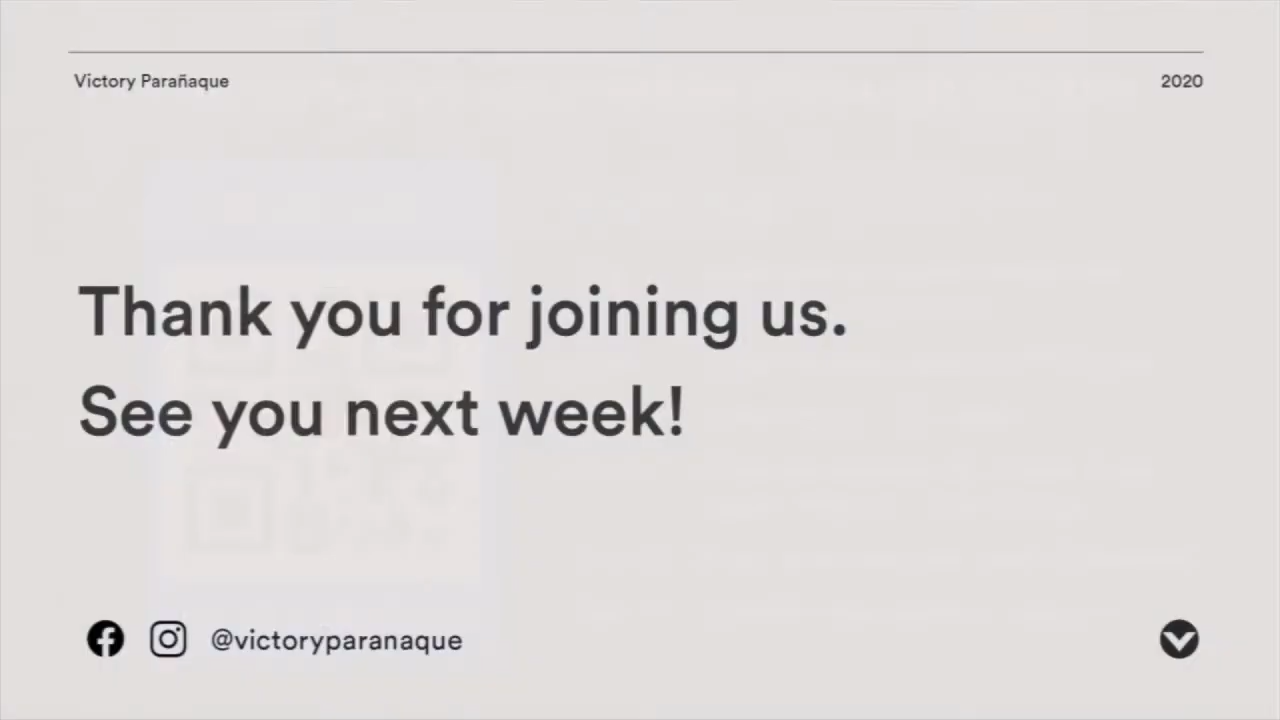 Victory Parañaque
2020
Thank you for joining us.
See you next week!
@victoryparanaque